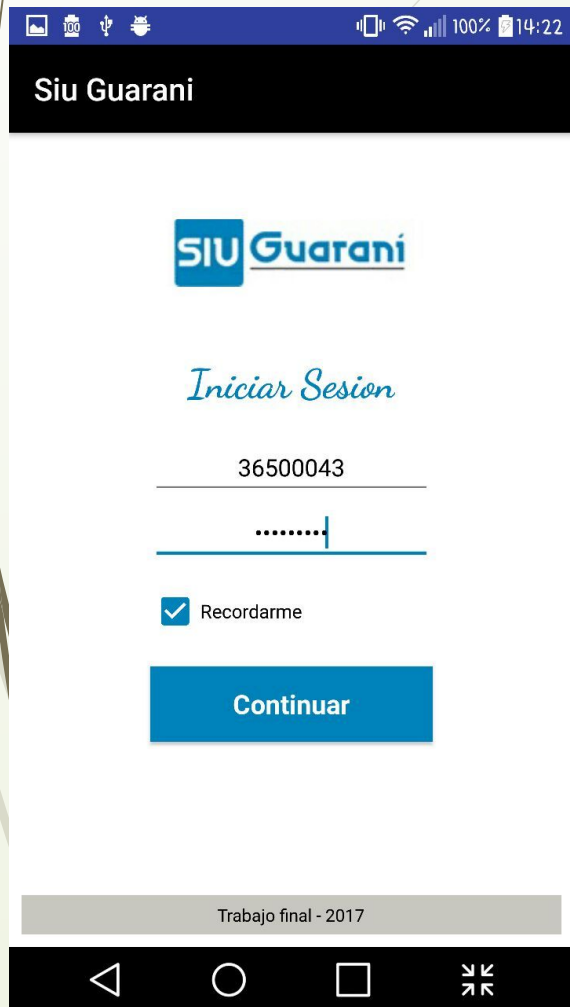 100% 14:22
Siu Guarani
SIU Guaraní
Iniciar Sesion
36500043
•••••••••
Recordarme
Continuar
Trabajo final - 2017